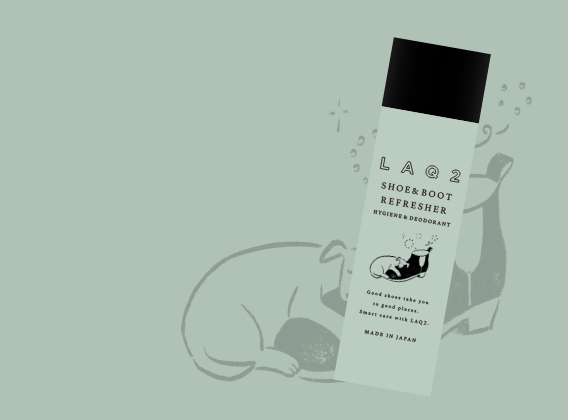 LAQ2
SHOE & BOOT
REFRESHER
HYGIENE & DEODORANT
Good shoes take you
to good places.
Smart care with LAQ2.
MADE IN JAPAN